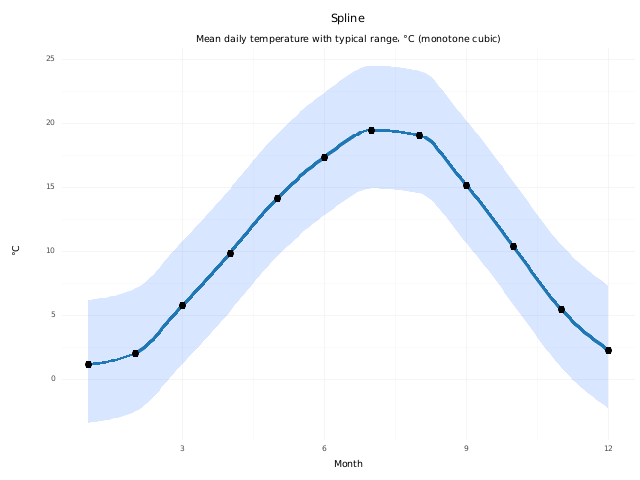 Spline
Mean daily temperature with typical range, °C (monotone cubic)
25
20
15
10
5
0
°C
3
6
9
12
Month